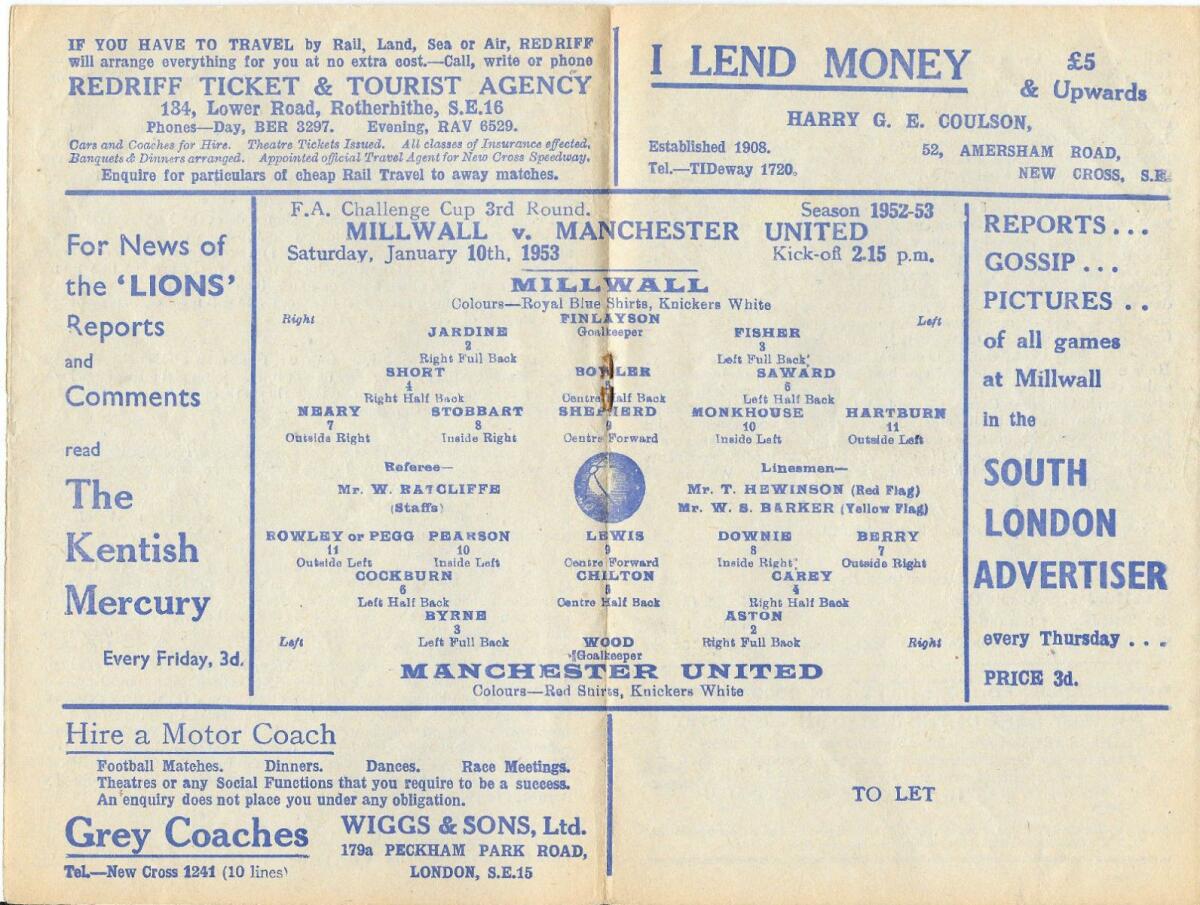 IF YOU HAVE TO TRAVEL by Rail, Land, Sea or Air, REDRIFF
will arrange everything for you at no extra cost.—Call, write or phone
REDRIFF TICKET & TOURIST AGENCY
134, Lower Road, Rotherhithe, S.E.16
Phones—Day, BER 3297. Evening, RAV 6529.
Cars and Coaches for Hire. Theatre Tickets Issued. All classes of Insurance effected.
Banquets & Dinners arranged. Appointed official Travel Agent for New Cross Speedway.
Enquire for particulars of cheap Rail Travel to away matches.
I LEND MONEY
£5
& Upwards
HARRY G. E. COULSON,
Established 1908.
52, AMERSHAM ROAD,
Tel.—TIDeway 1720.
NEW CROSS, S.E.
For News of
the 'LIONS'
Reports
and
Comments
read
The
Kentish
Mercury
Every Friday, 3d.
F.A. Challenge Cup 3rd Round.
Season 1952-53
MILLWALL v. MANCHESTER UNITED
Saturday, January 10th, 1953
Kick-off 2.15 p.m.
MILLWALL
Colours—Royal Blue Shirts, Knickers White
Right FINLAYSON Left
Goalkeeper
JARDINE FISHER
2 3
Right Full Back Left Full Back
SHORT BOWLER SAWARD
4 5 6
Right Half Back Centre Half Back Left Half Back
NEARY STOBBART SHEPHERD MONKHOUSE HARTBURN
7 8 9 10 11
Outside Right Inside Right Centre Forward Inside Left Outside Left
Referee— Linesmen—
Mr. W. RATCLIFFE Mr. T. HEWINSON (Red Flag)
(Staffs) Mr. W. S. BARKER (Yellow Flag)
ROWLEY or PEGG PEARSON LEWIS DOWNIE BERRY
11 10 9 8 7
Outside Left Inside Left Centre Forward Inside Right Outside Right
COCKBURN CHILTON CAREY
6 5 4
Left Half Back Centre Half Back Right Half Back
BYRNE ASTON
3 2
Left Left Full Back WOOD Right Full Back Right
Goalkeeper
MANCHESTER UNITED
Colours—Red Shirts, Knickers White
REPORTS...
GOSSIP...
PICTURES..
of all games
at Millwall
in the
SOUTH
LONDON
ADVERTISER
every Thursday...
PRICE 3d.
Hire a Motor Coach
Football Matches. Dinners. Dances. Race Meetings.
Theatres or any Social Functions that you require to be a success.
An enquiry does not place you under any obligation.
Grey Coaches
WIGGS & SONS, Ltd.
179a PECKHAM PARK ROAD,
Tel.—New Cross 1241 (10 lines)
LONDON, S.E.15
TO LET